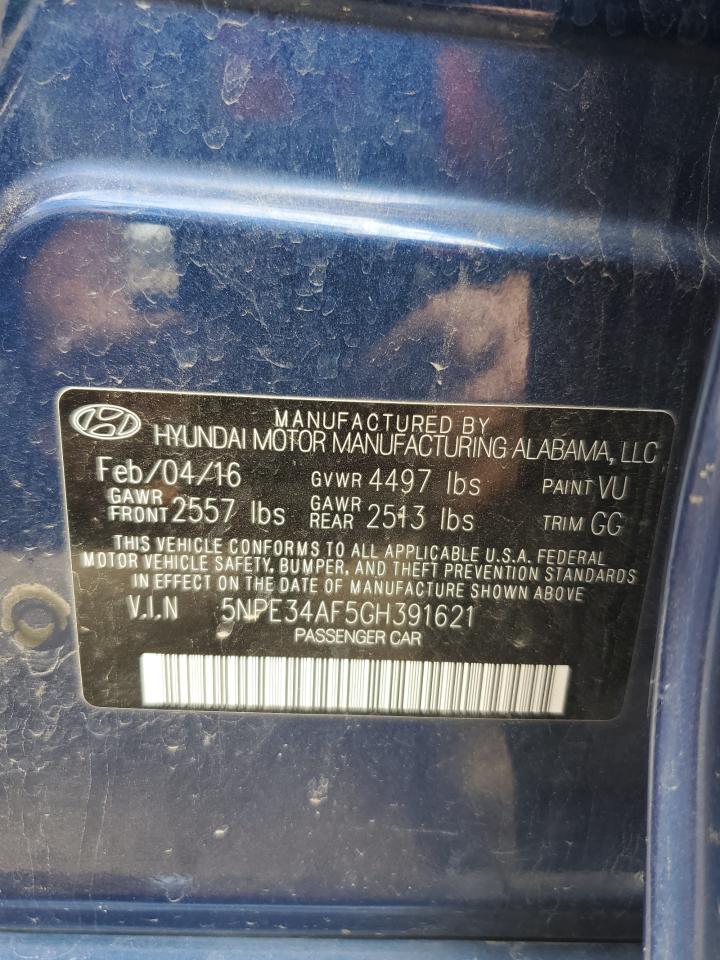 MANUFACTURED BY
HYUNDAI MOTOR MANUFACTURING ALABAMA, LLC
Feb/04/16 GVWR 4497 lbs PAINT VU
GAWR FRONT 2557 lbs GAWR REAR 2513 lbs TRIM GG
THIS VEHICLE CONFORMS TO ALL APPLICABLE U.S.A. FEDERAL
MOTOR VEHICLE SAFETY, BUMPER, AND THEFT PREVENTION STANDARDS
IN EFFECT ON THE DATE OF MANUFACTURE SHOWN ABOVE
V.I.N 5NPE34AF5GH391621
PASSENGER CAR